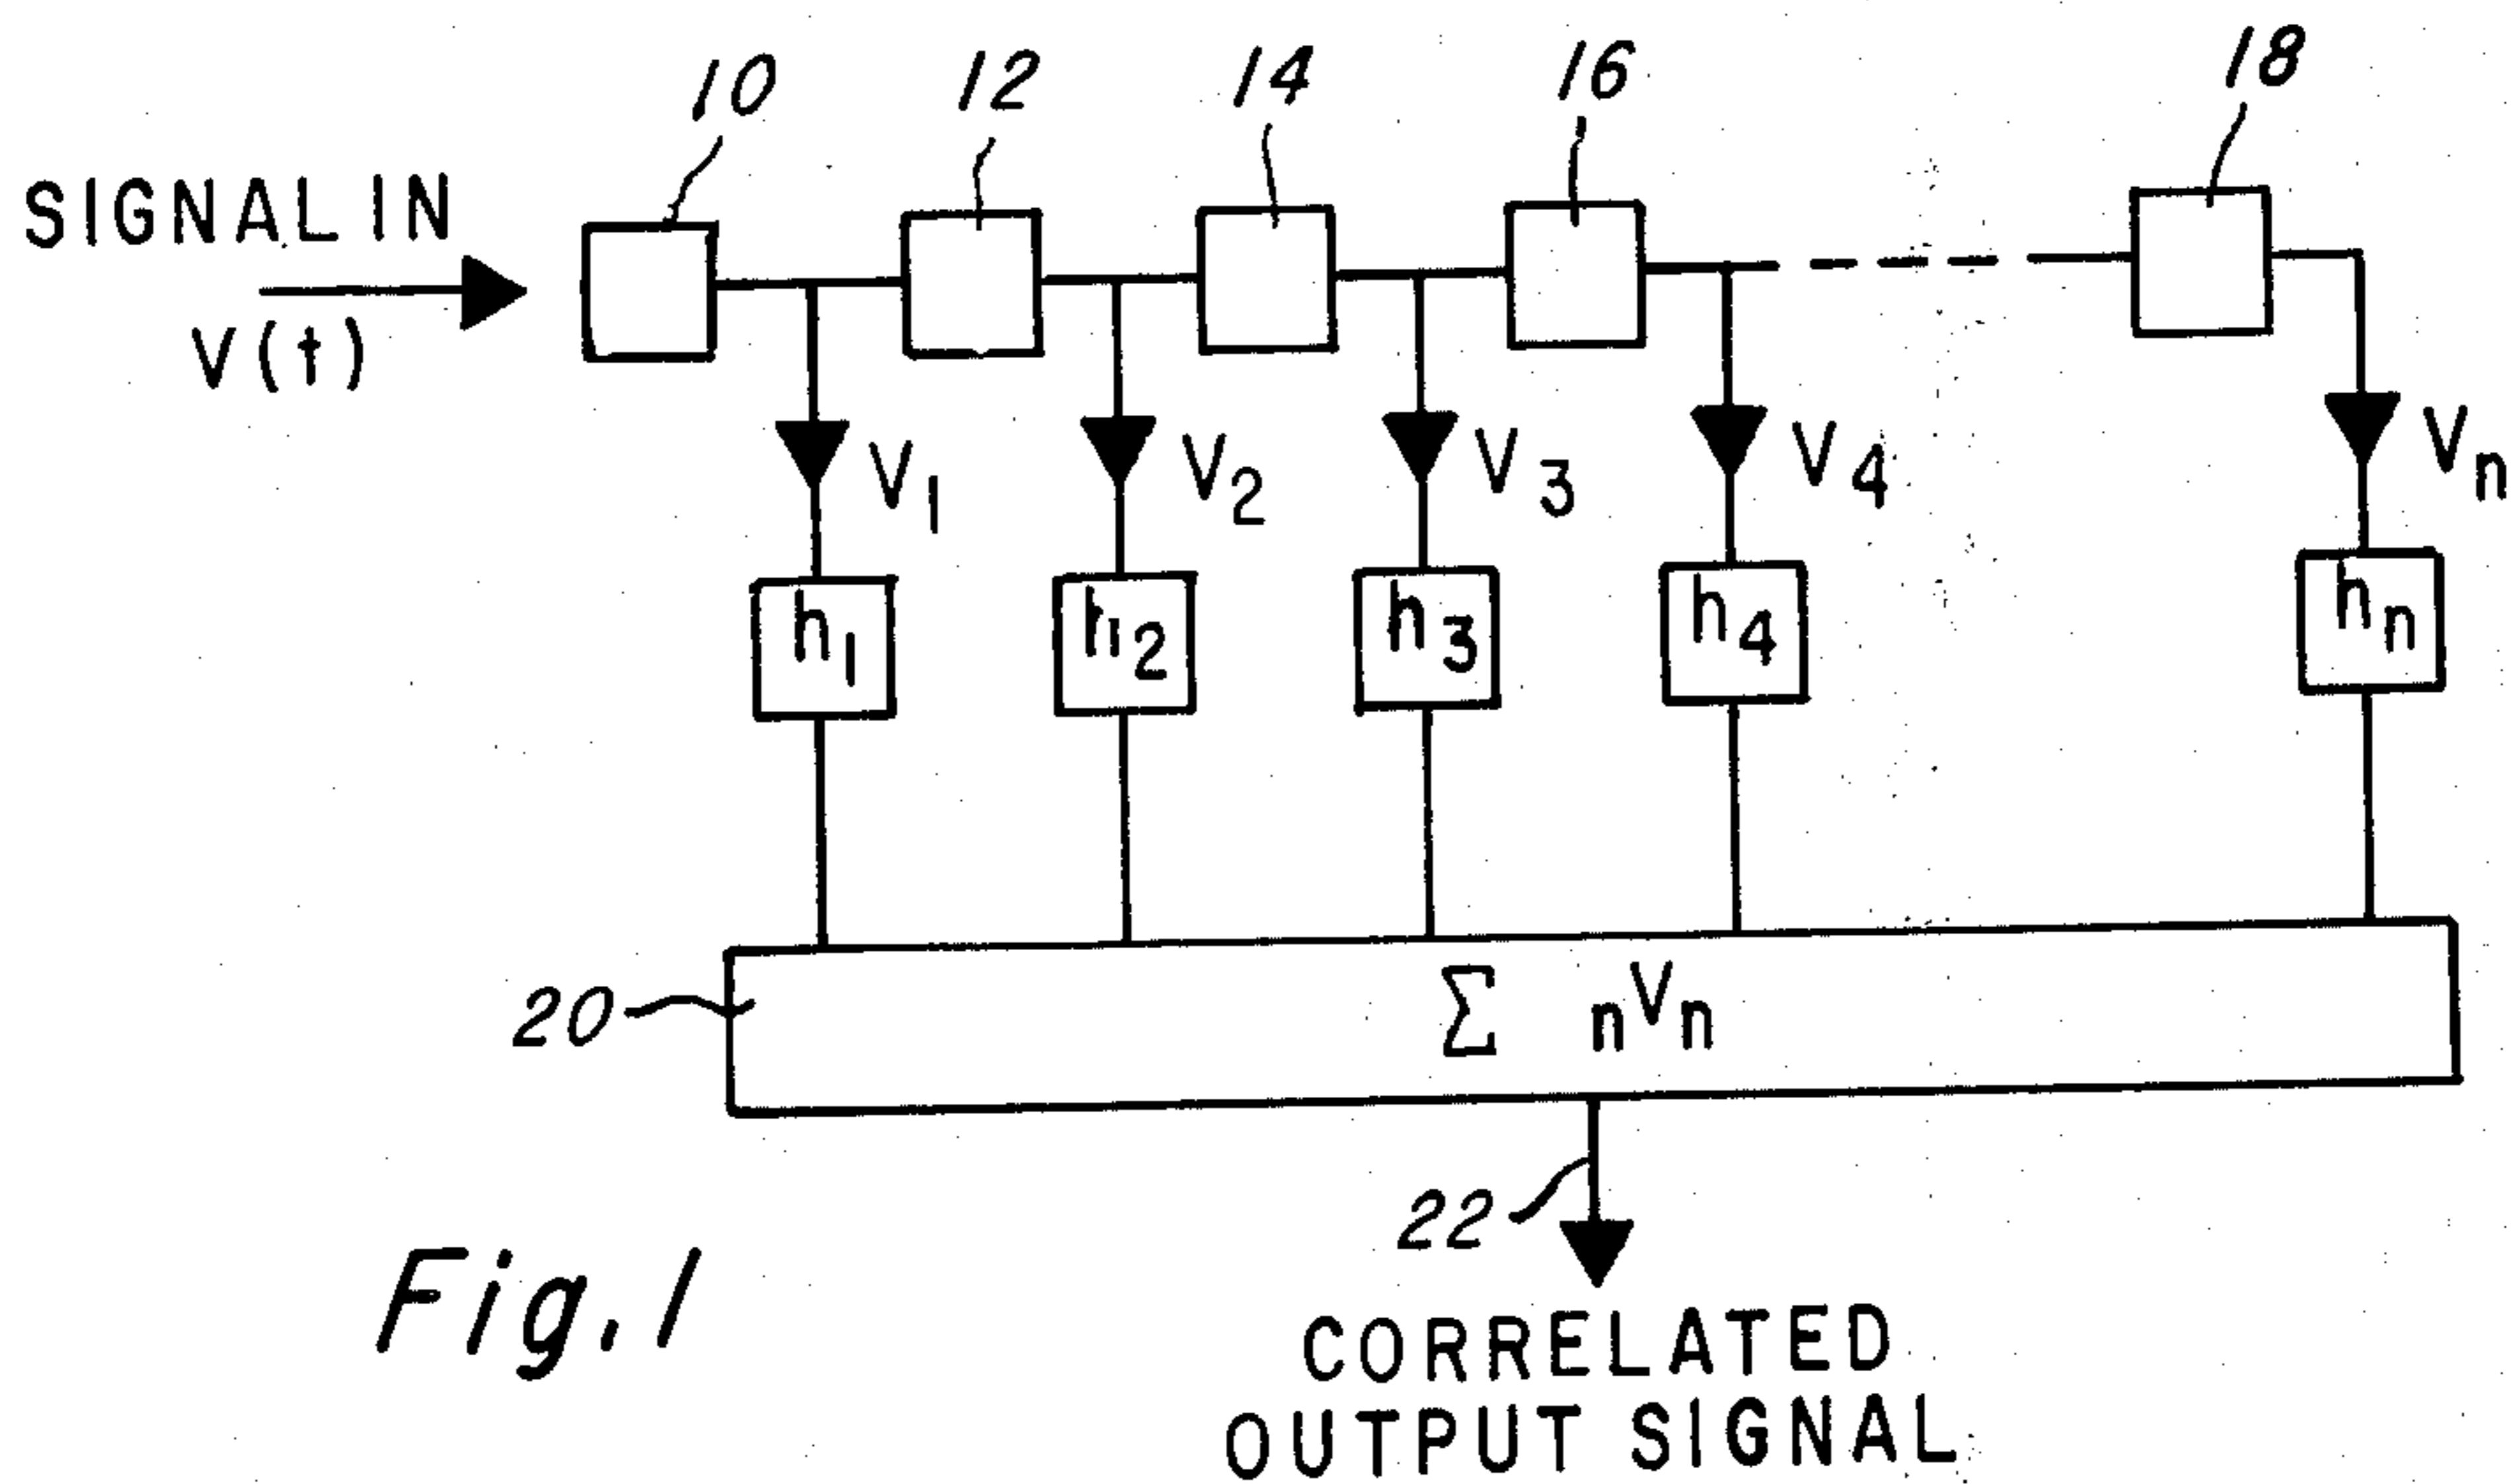 10 12 14 16 18
SIGNAL IN
V(t)
V1 V2 V3 V4 Vn
h1 h2 h3 h4 hn
20 Σ nVn
22
CORRELATED
OUTPUT SIGNAL
Fig. 1